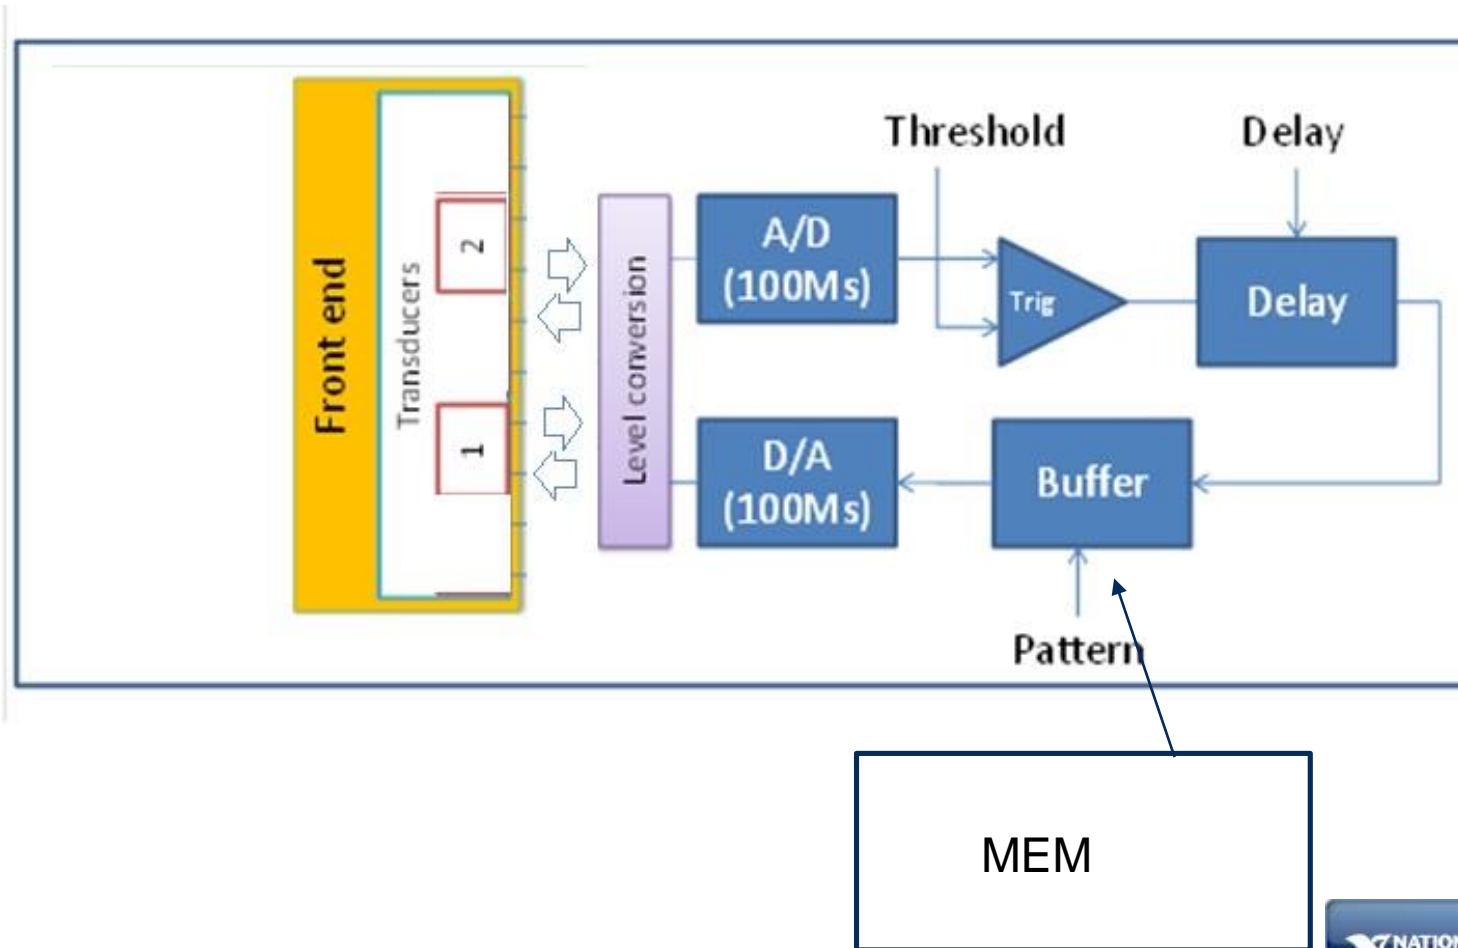 Threshold
Delay
Front end
Transducers
2
1
Level conversion
A/D
(100Ms)
Trig
Delay
D/A
(100Ms)
Buffer
Pattern
MEM